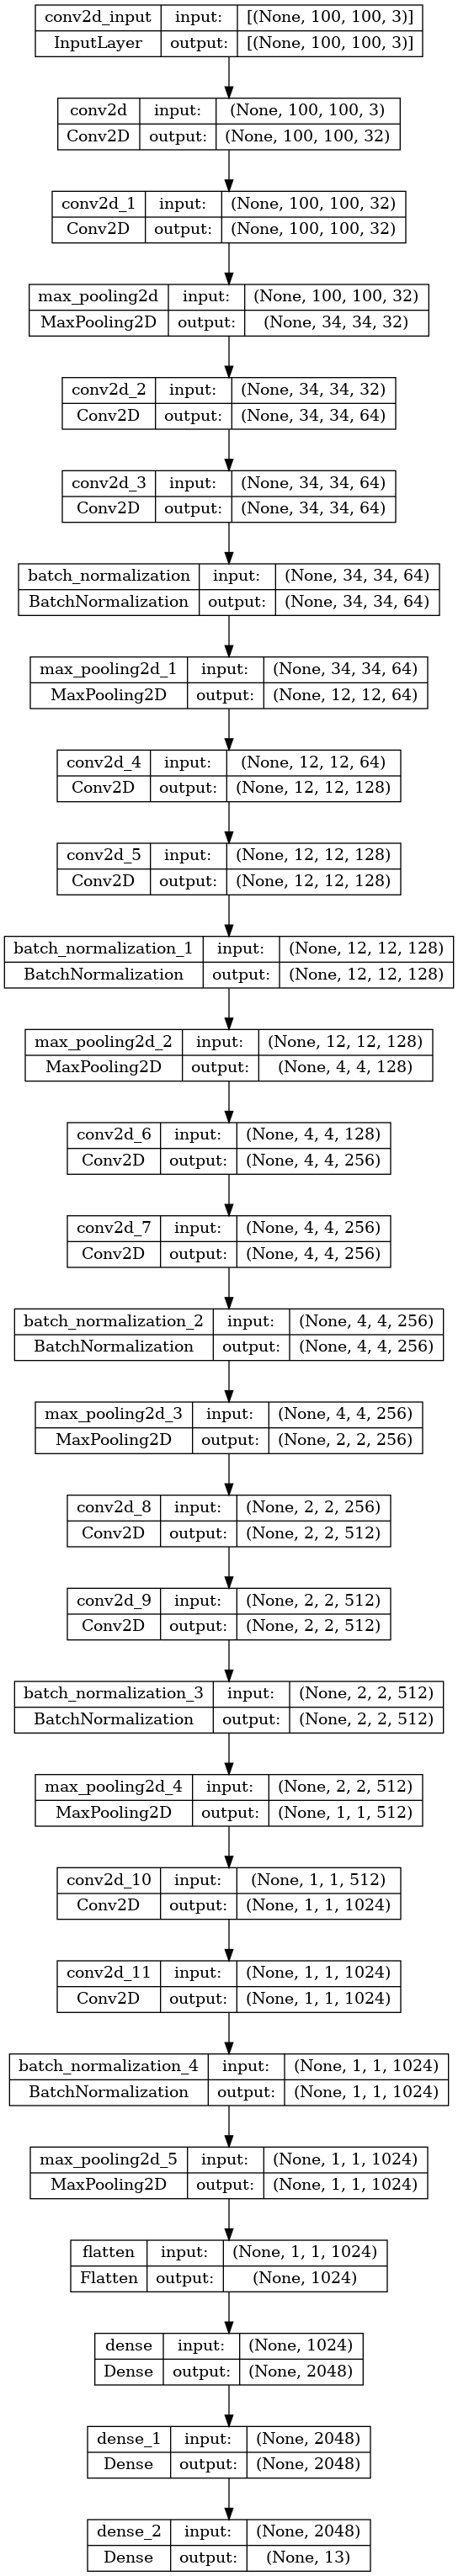 conv2d_input input: [(None, 100, 100, 3)]
InputLayer output: [(None, 100, 100, 3)]
conv2d input: (None, 100, 100, 3)
Conv2D output: (None, 100, 100, 32)
conv2d_1 input: (None, 100, 100, 32)
Conv2D output: (None, 100, 100, 32)
max_pooling2d input: (None, 100, 100, 32)
MaxPooling2D output: (None, 34, 34, 32)
conv2d_2 input: (None, 34, 34, 32)
Conv2D output: (None, 34, 34, 64)
conv2d_3 input: (None, 34, 34, 64)
Conv2D output: (None, 34, 34, 64)
batch_normalization input: (None, 34, 34, 64)
BatchNormalization output: (None, 34, 34, 64)
max_pooling2d_1 input: (None, 34, 34, 64)
MaxPooling2D output: (None, 12, 12, 64)
conv2d_4 input: (None, 12, 12, 64)
Conv2D output: (None, 12, 12, 128)
conv2d_5 input: (None, 12, 12, 128)
Conv2D output: (None, 12, 12, 128)
batch_normalization_1 input: (None, 12, 12, 128)
BatchNormalization output: (None, 12, 12, 128)
max_pooling2d_2 input: (None, 12, 12, 128)
MaxPooling2D output: (None, 4, 4, 128)
conv2d_6 input: (None, 4, 4, 128)
Conv2D output: (None, 4, 4, 256)
conv2d_7 input: (None, 4, 4, 256)
Conv2D output: (None, 4, 4, 256)
batch_normalization_2 input: (None, 4, 4, 256)
BatchNormalization output: (None, 4, 4, 256)
max_pooling2d_3 input: (None, 4, 4, 256)
MaxPooling2D output: (None, 2, 2, 256)
conv2d_8 input: (None, 2, 2, 256)
Conv2D output: (None, 2, 2, 512)
conv2d_9 input: (None, 2, 2, 512)
Conv2D output: (None, 2, 2, 512)
batch_normalization_3 input: (None, 2, 2, 512)
BatchNormalization output: (None, 2, 2, 512)
max_pooling2d_4 input: (None, 2, 2, 512)
MaxPooling2D output: (None, 1, 1, 512)
conv2d_10 input: (None, 1, 1, 512)
Conv2D output: (None, 1, 1, 1024)
conv2d_11 input: (None, 1, 1, 1024)
Conv2D output: (None, 1, 1, 1024)
batch_normalization_4 input: (None, 1, 1, 1024)
BatchNormalization output: (None, 1, 1, 1024)
max_pooling2d_5 input: (None, 1, 1, 1024)
MaxPooling2D output: (None, 1, 1, 1024)
flatten input: (None, 1, 1, 1024)
Flatten output: (None, 1024)
dense input: (None, 1024)
Dense output: (None, 2048)
dense_1 input: (None, 2048)
Dense output: (None, 2048)
dense_2 input: (None, 2048)
Dense output: (None, 13)